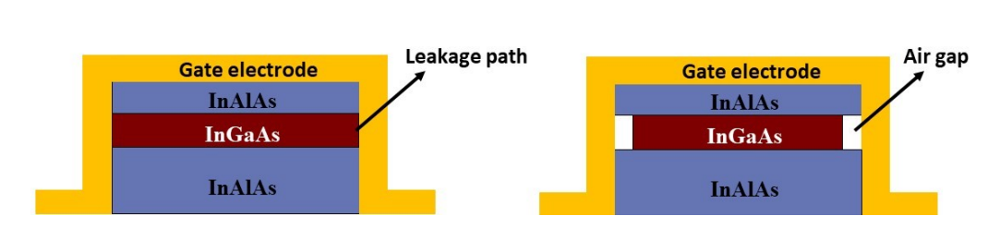 Gate electrode
Leakage path
InAlAs
InGaAs
InAlAs
Gate electrode
Air gap
InAlAs
InGaAs
InAlAs